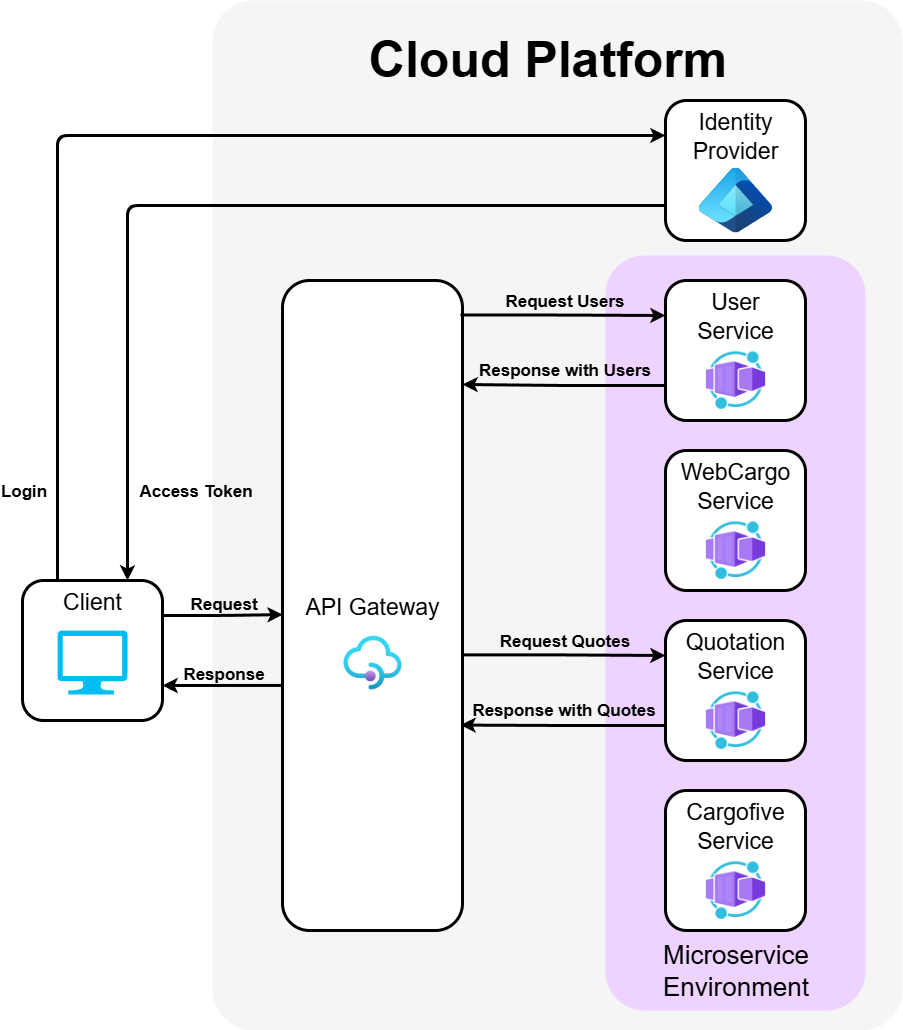 Cloud Platform
Identity
Provider
Request Users
User
Service
Response with Users
Login
Access Token
WebCargo
Service
Client
Request
API Gateway
Response
Request Quotes
Quotation
Service
Response with Quotes
Cargofive
Service
Microservice
Environment